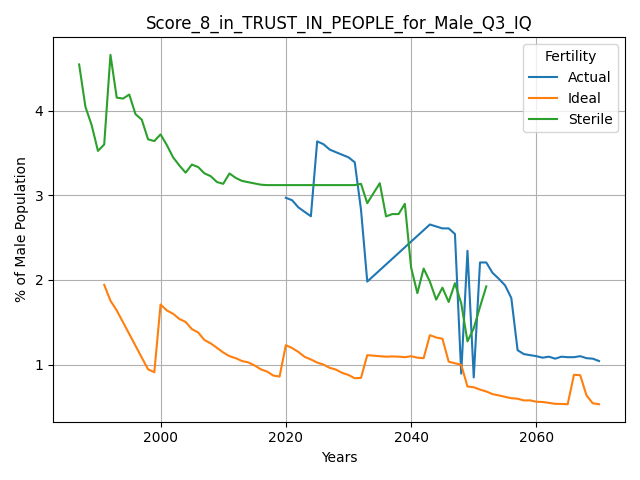 Score_8_in_TRUST_IN_PEOPLE_for_Male_Q3_IQ
Fertility
Actual
Ideal
Sterile
4
3
2
1
% of Male Population
2000
2020
2040
2060
Years